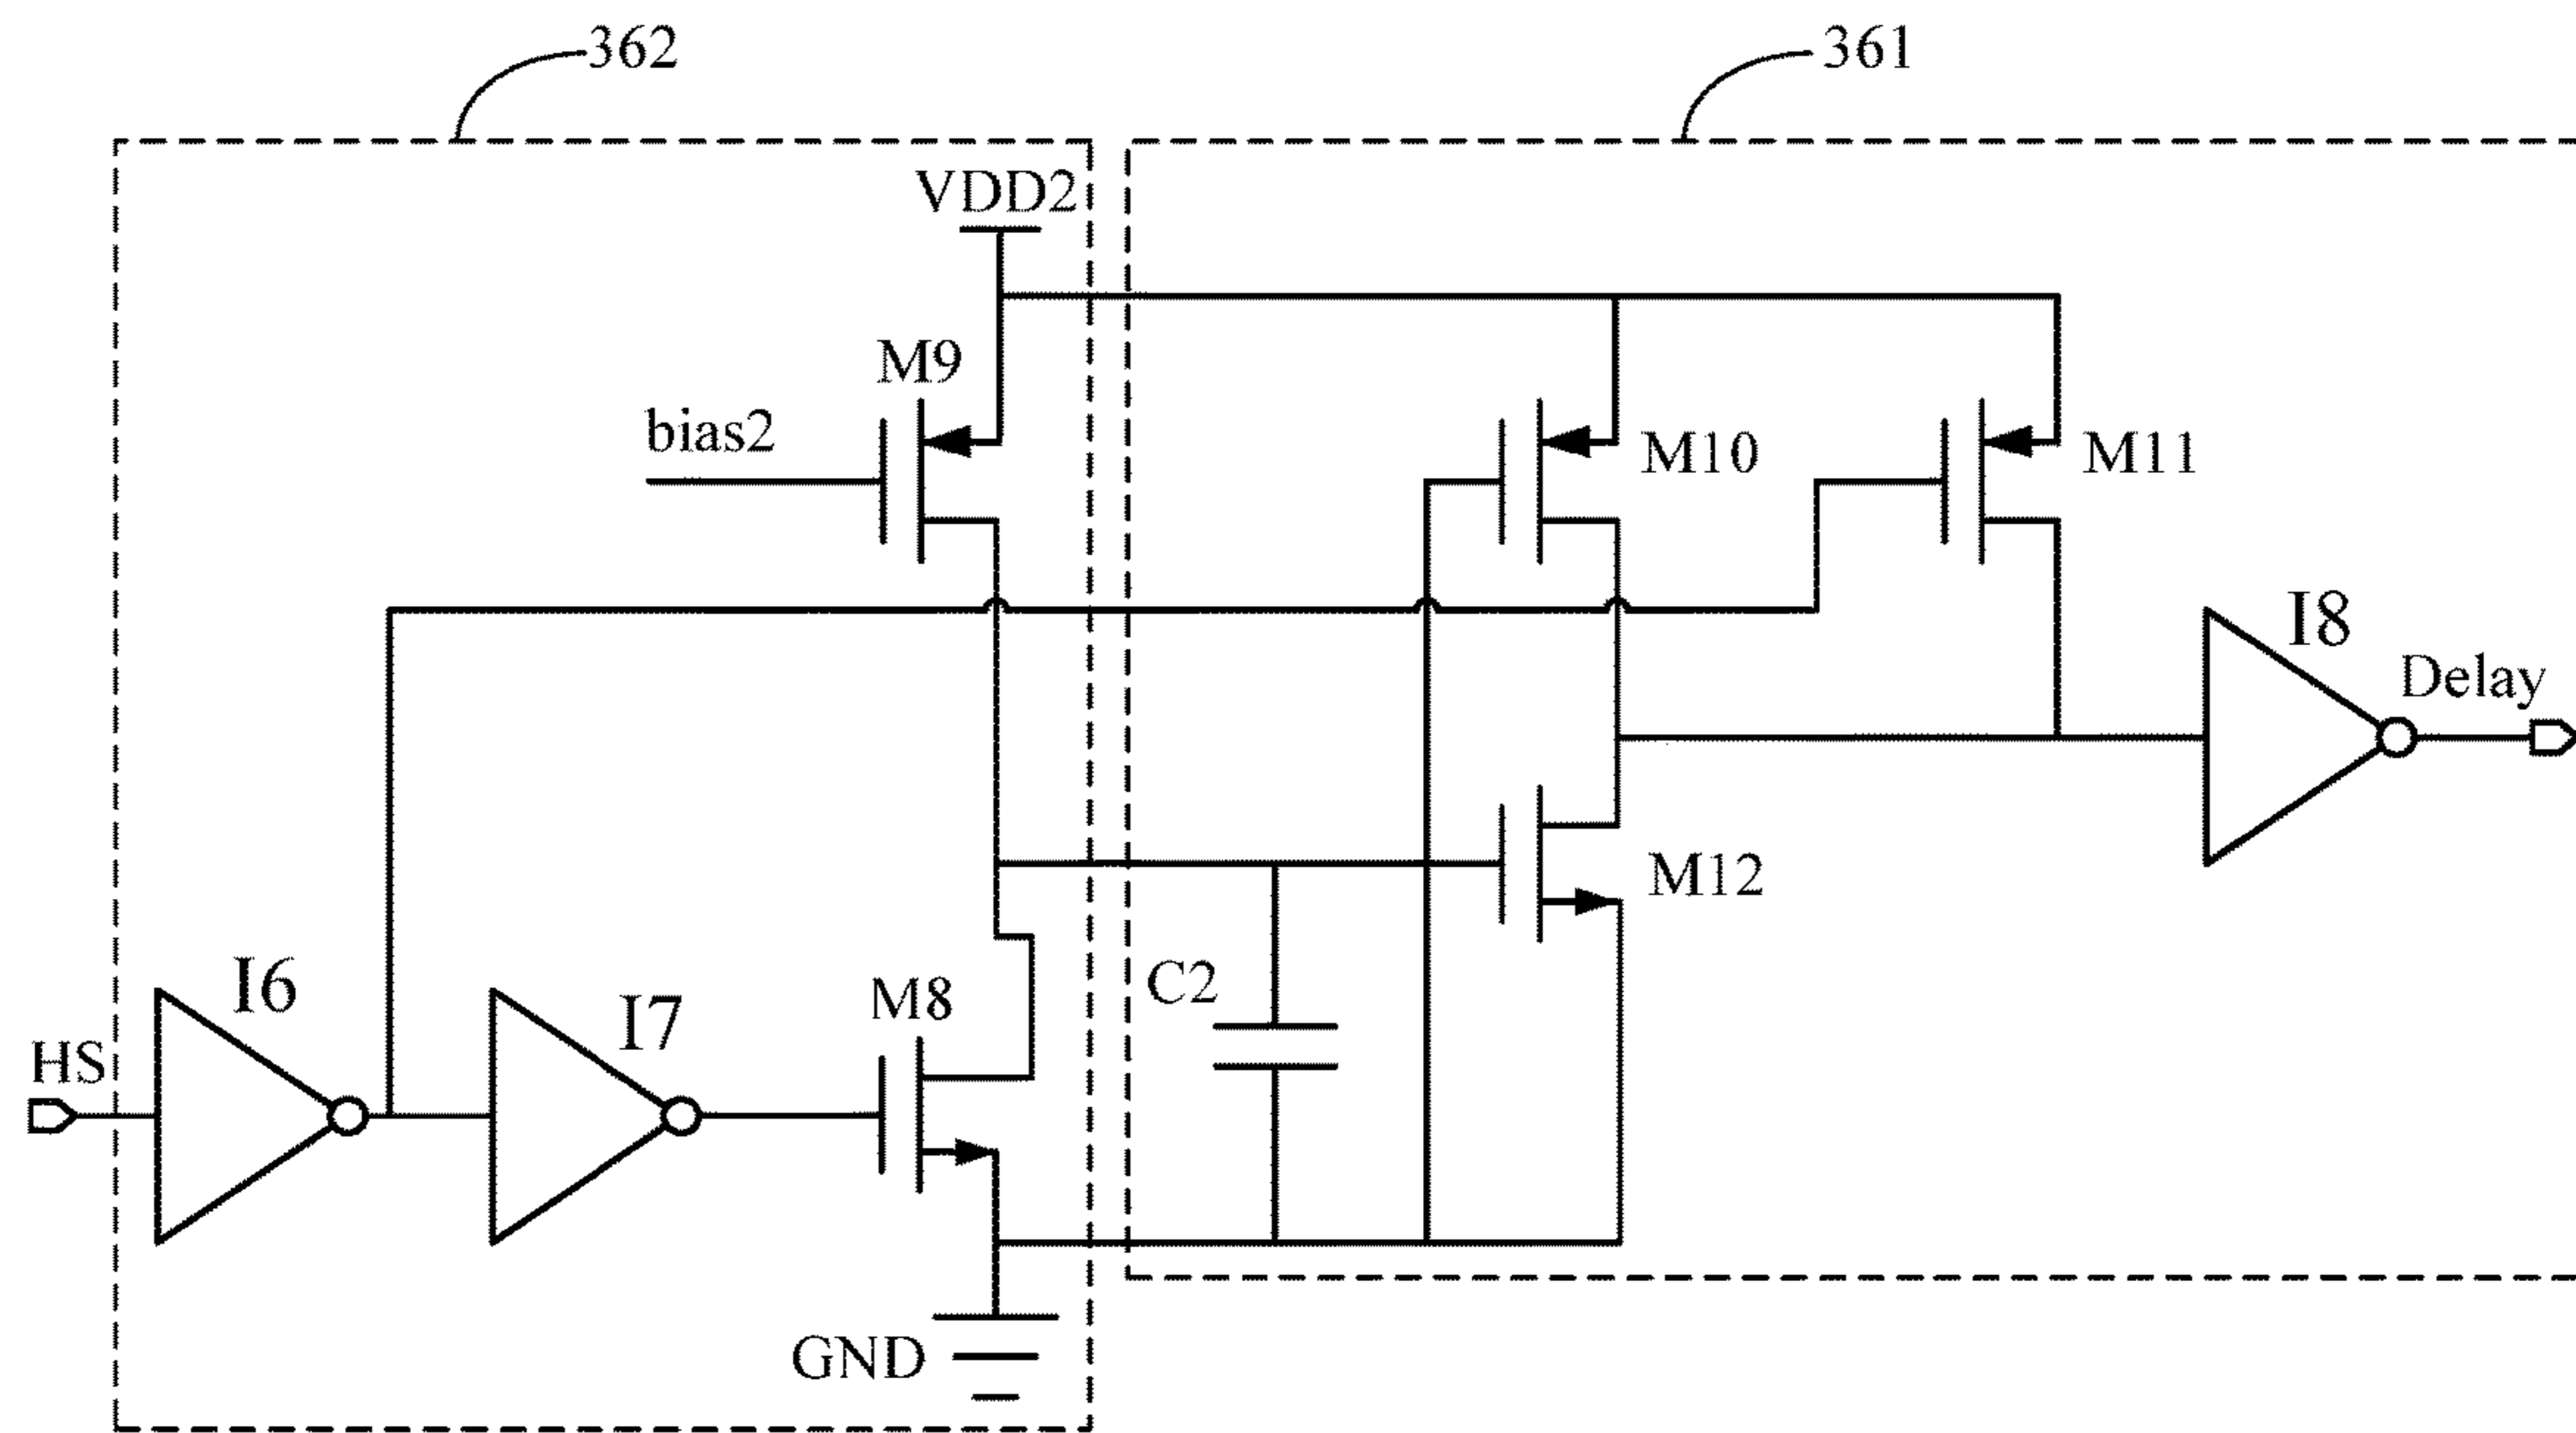 362
361
VDD2
M9
bias2
M10
M11
I8
Delay
M12
I6
I7
M8
C2
HS
GND